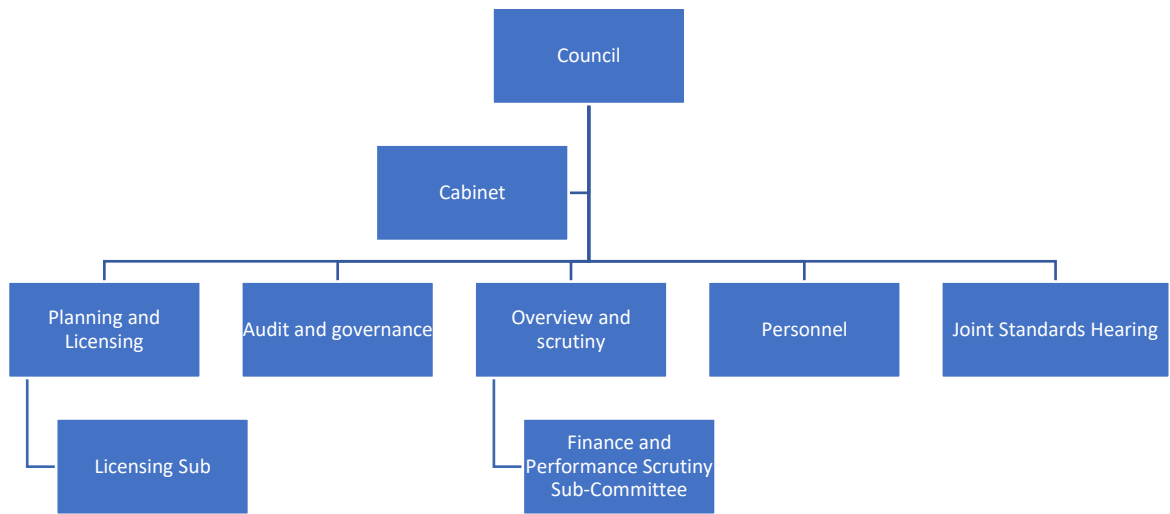 Council
Cabinet
Planning and
Licensing
Audit and governance
Overview and
scrutiny
Personnel
Joint Standards Hearing
Licensing Sub
Finance and
Performance Scrutiny
Sub-Committee